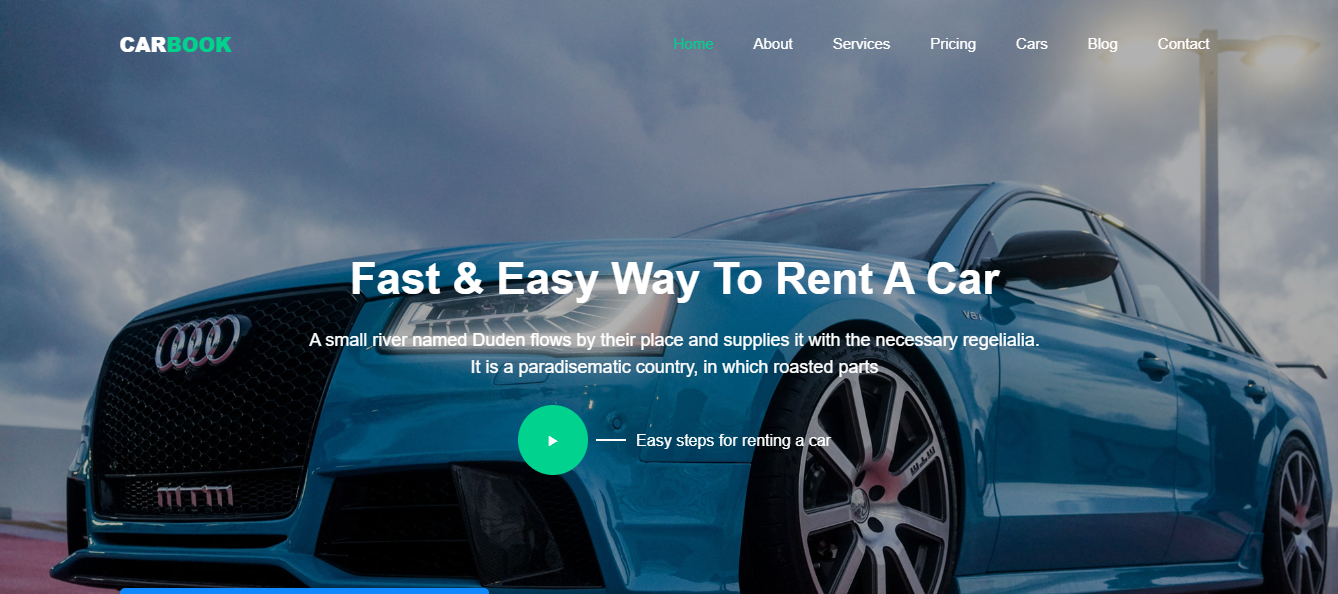 CARBOOK
Home About Services Pricing Cars Blog Contact
Fast & Easy Way To Rent A Car
V8T
A small river named Duden flows by their place and supplies it with the necessary regelialia.
It is a paradisematic country, in which roasted parts
Easy steps for renting a car
mtm